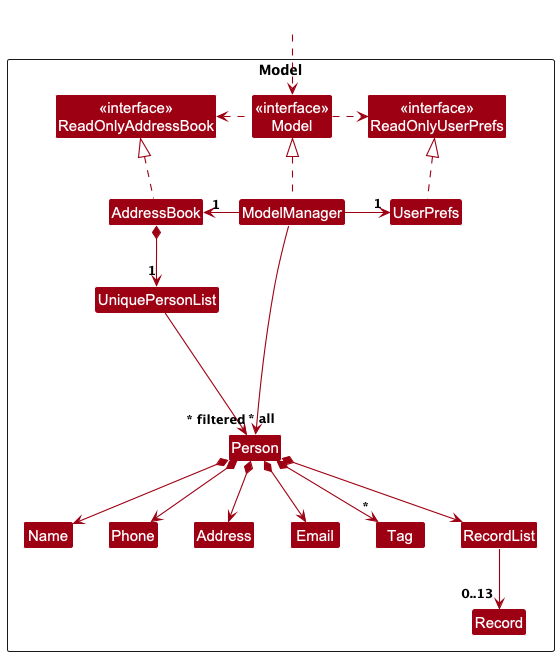 Model
«interface»
ReadOnlyAddressBook
«interface»
Model
«interface»
ReadOnlyUserPrefs
AddressBook
1
ModelManager
1
UserPrefs
1
UniquePersonList
* filtered
* all
Person
*
Name
Phone
Address
Email
Tag
RecordList
0..13
Record